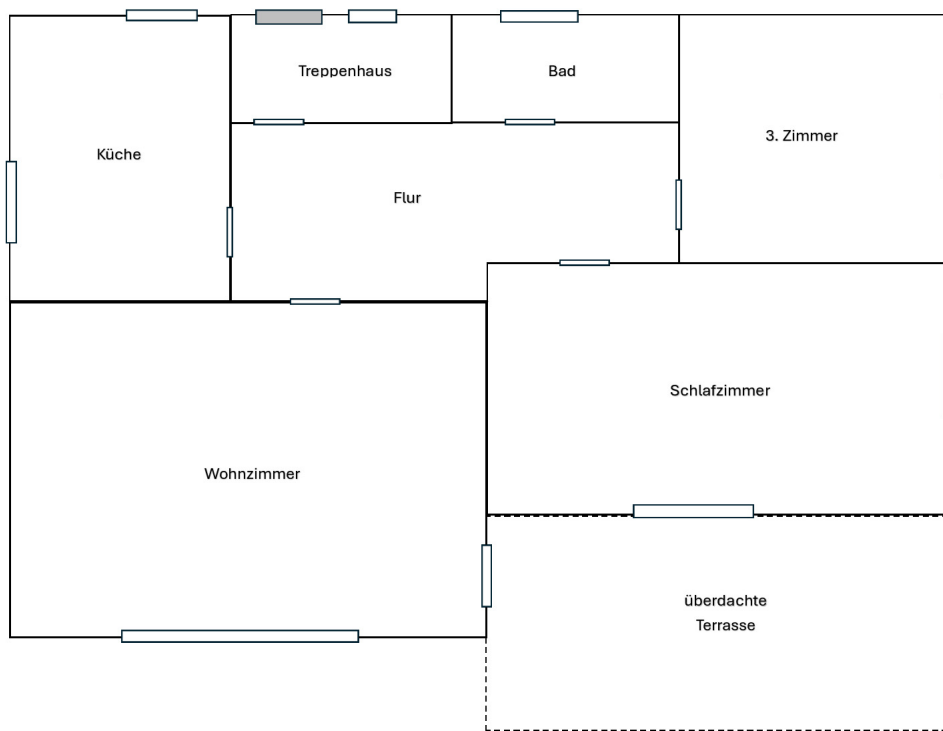 Treppenhaus
Bad
3. Zimmer
Küche
Flur
Schlafzimmer
Wohnzimmer
überdachte
Terrasse